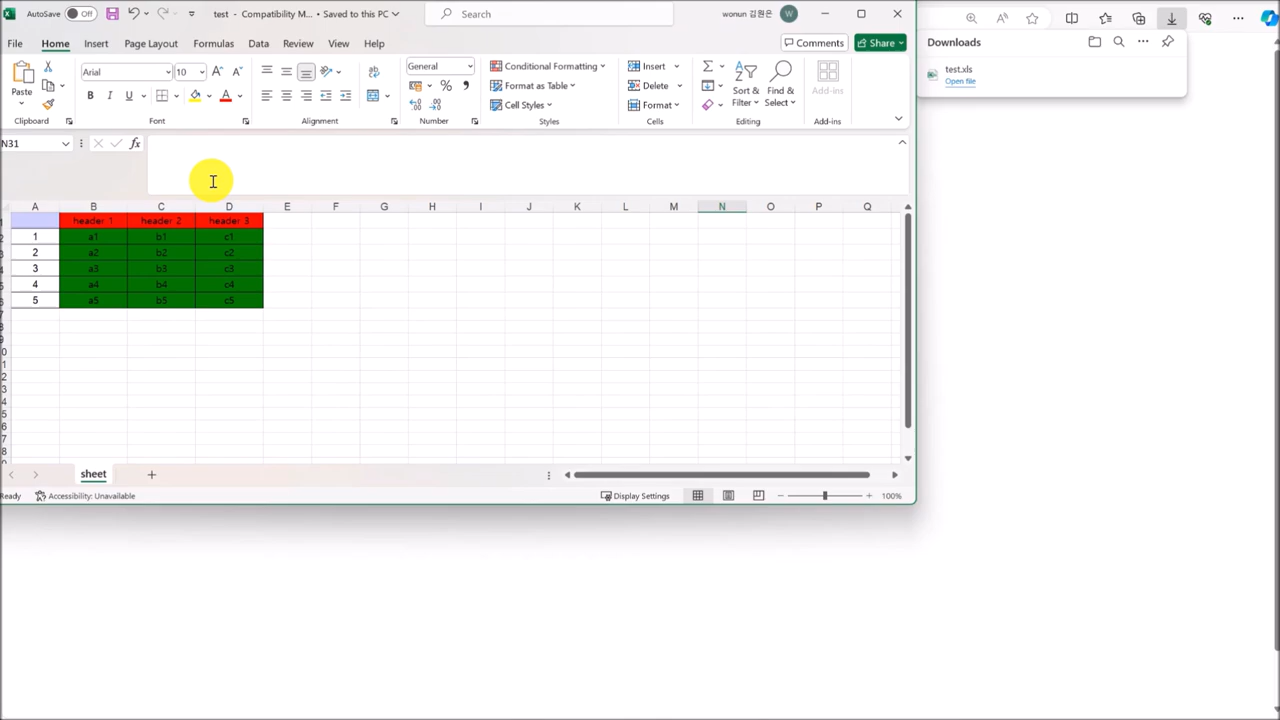 AutoSave Off test - Compatibility M... • Saved to this PC Search wonun 김원은 W
File Home Insert Page Layout Formulas Data Review View Help Comments Share
Paste Arial 10 B I U A General Conditional Formatting Format as Table Cell Styles Insert Delete Format Sort & Filter Find & Select Add-ins
Clipboard Font Alignment Number Styles Cells Editing Add-ins
N31 fx
A B C D E F G H I J K L M N O P Q
header 1 header 2 header 3
1 a1 b1 c1
2 a2 b2 c2
3 a3 b3 c3
4 a4 b4 c4
5 a5 b5 c5
sheet
Ready Accessibility: Unavailable Display Settings 100%
Downloads
test.xls
Open file